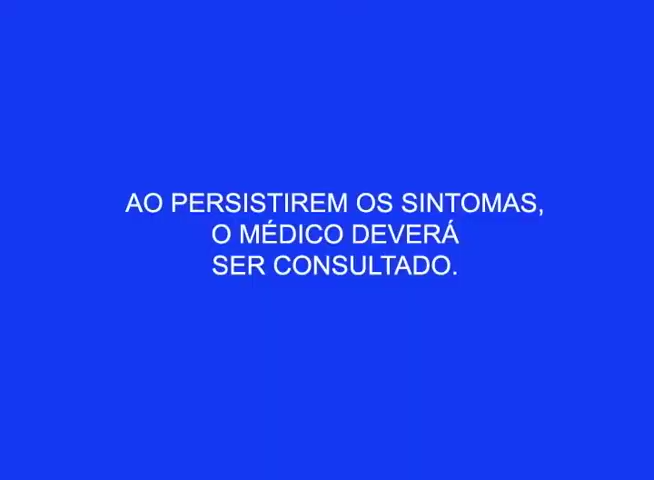 AO PERSISTIREM OS SINTOMAS,
O MÉDICO DEVERÁ
SER CONSULTADO.